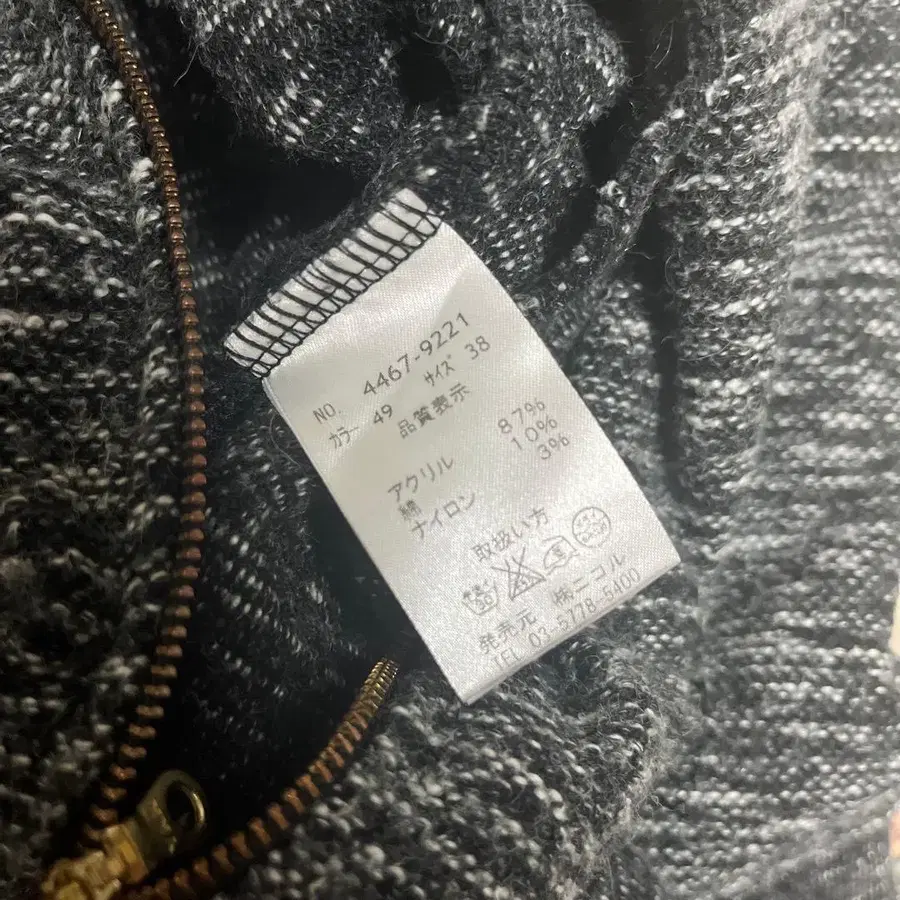 NO. 4467-9221
カラー 49 サイズ 38
品質表示
アクリル 87%
綿 10%
ナイロン 3%
取扱い方
発売元 ㈱ニコル
TEL 03-5778-5400